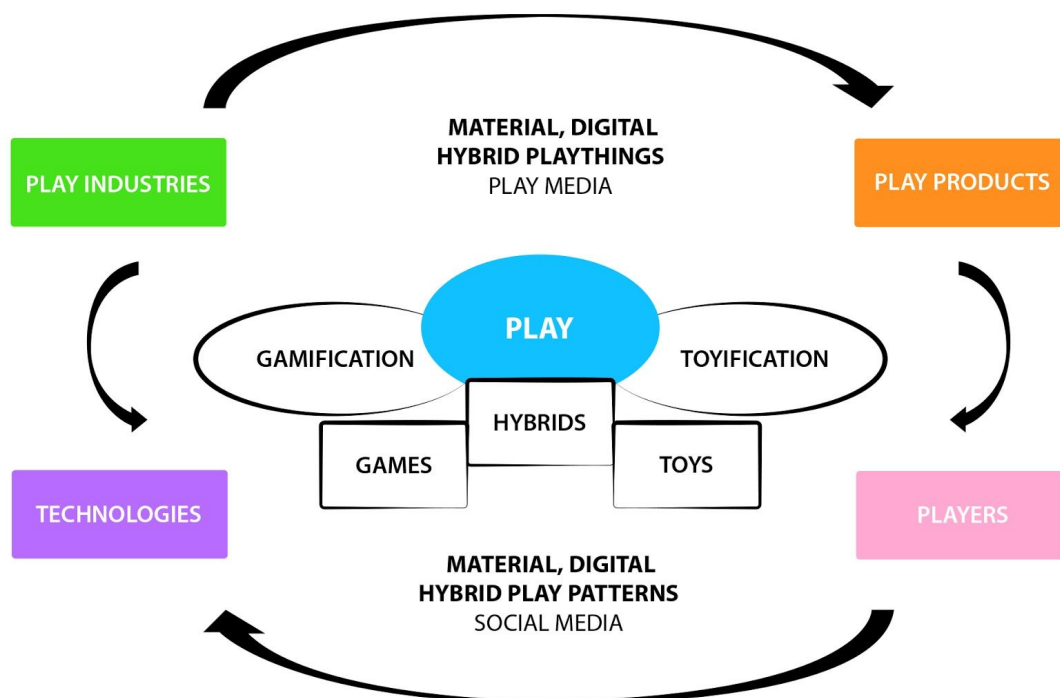 MATERIAL, DIGITAL
HYBRID PLAYTHINGS
PLAY MEDIA
PLAY INDUSTRIES
PLAY PRODUCTS
PLAY
GAMIFICATION
TOYIFICATION
HYBRIDS
GAMES
TOYS
TECHNOLOGIES
PLAYERS
MATERIAL, DIGITAL
HYBRID PLAY PATTERNS
SOCIAL MEDIA